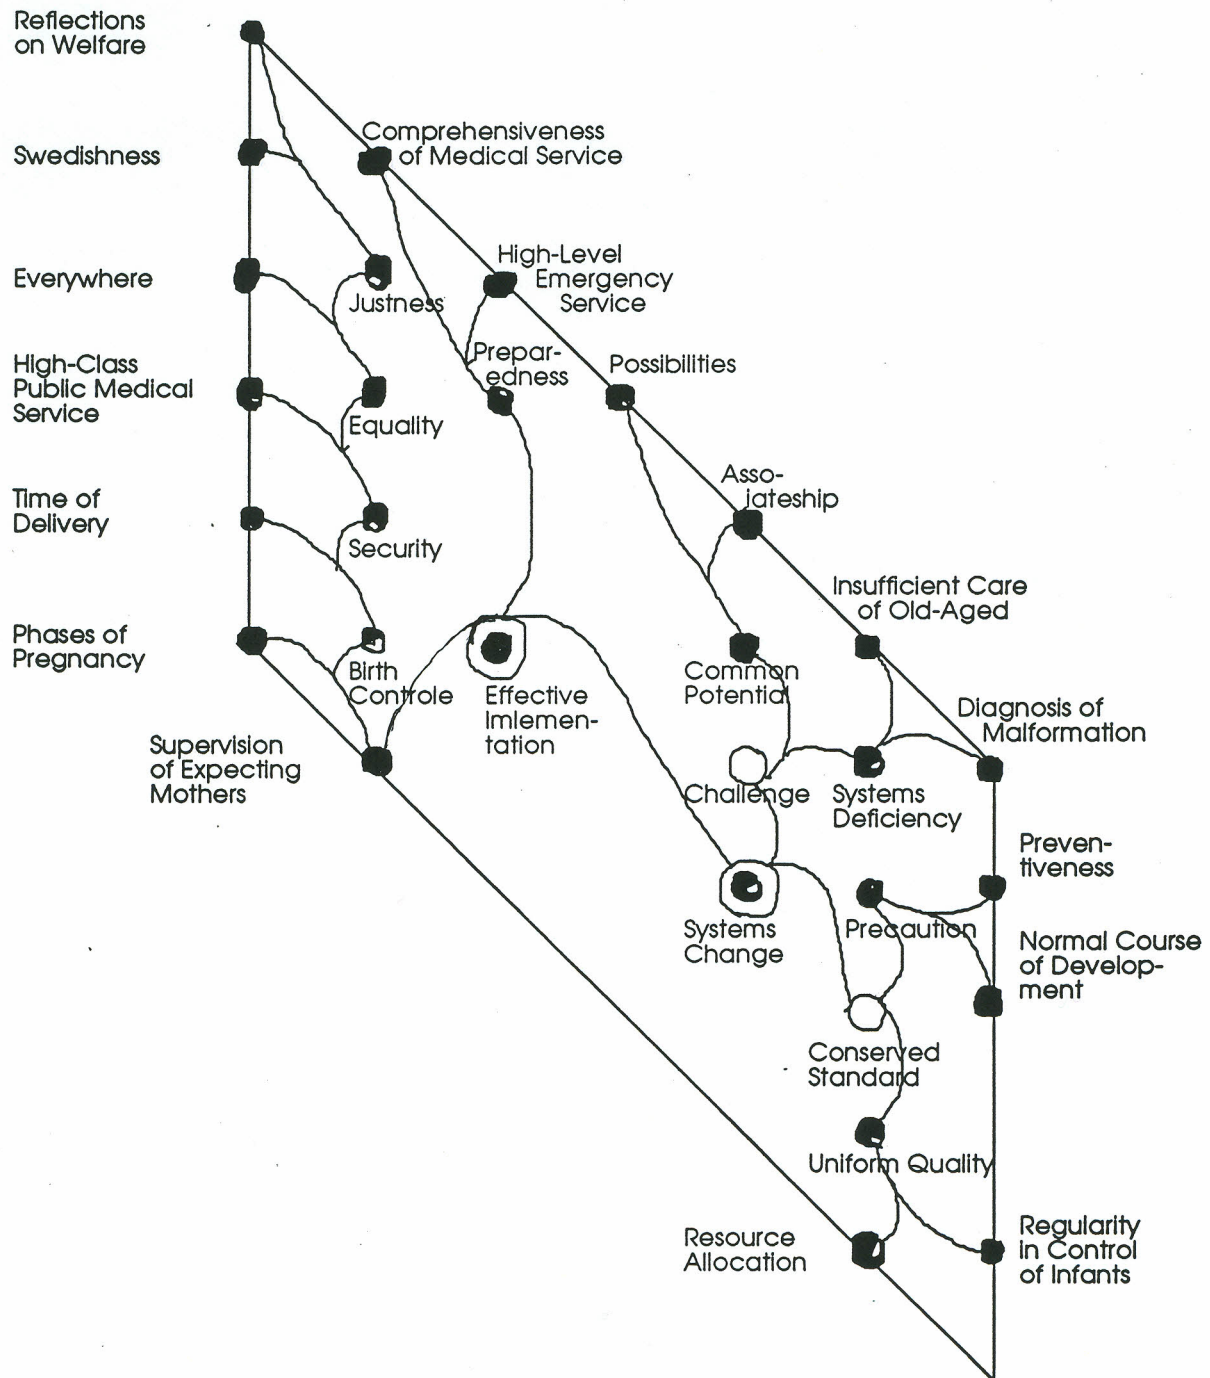 Reflections
on Welfare
Comprehensiveness
of Medical Service
Swedishness
High-Level
Emergency
Service
Everywhere
Justness
Prepar-
edness
Possibilities
High-Class
Public Medical
Service
Equality
Asso-
iateship
Time of
Delivery
Security
Insufficient Care
of Old-Aged
Phases of
Pregnancy
Birth
Controle
Effective
Imlemen-
tation
Common
Potential
Diagnosis of
Malformation
Supervision
of Expecting
Mothers
Challenge
Systems
Deficiency
Preven-
tiveness
Systems
Change
Precaution
Normal Course
of Develop-
ment
Conserved
Standard
Uniform Quality
Resource
Allocation
Regularity
in Control
of Infants